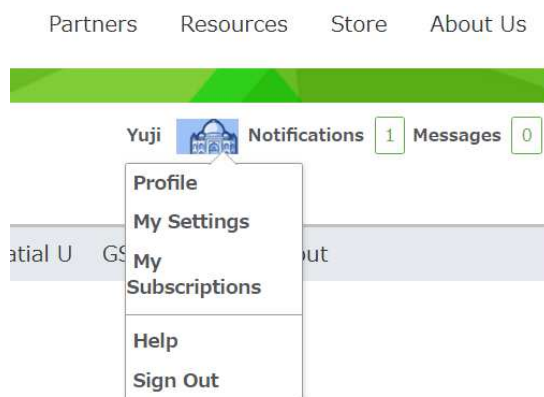 Partners Resources Store About Us
Yuji Notifications 1 Messages 0
Profile
My Settings
atial U GS out
My
Subscriptions
Help
Sign Out